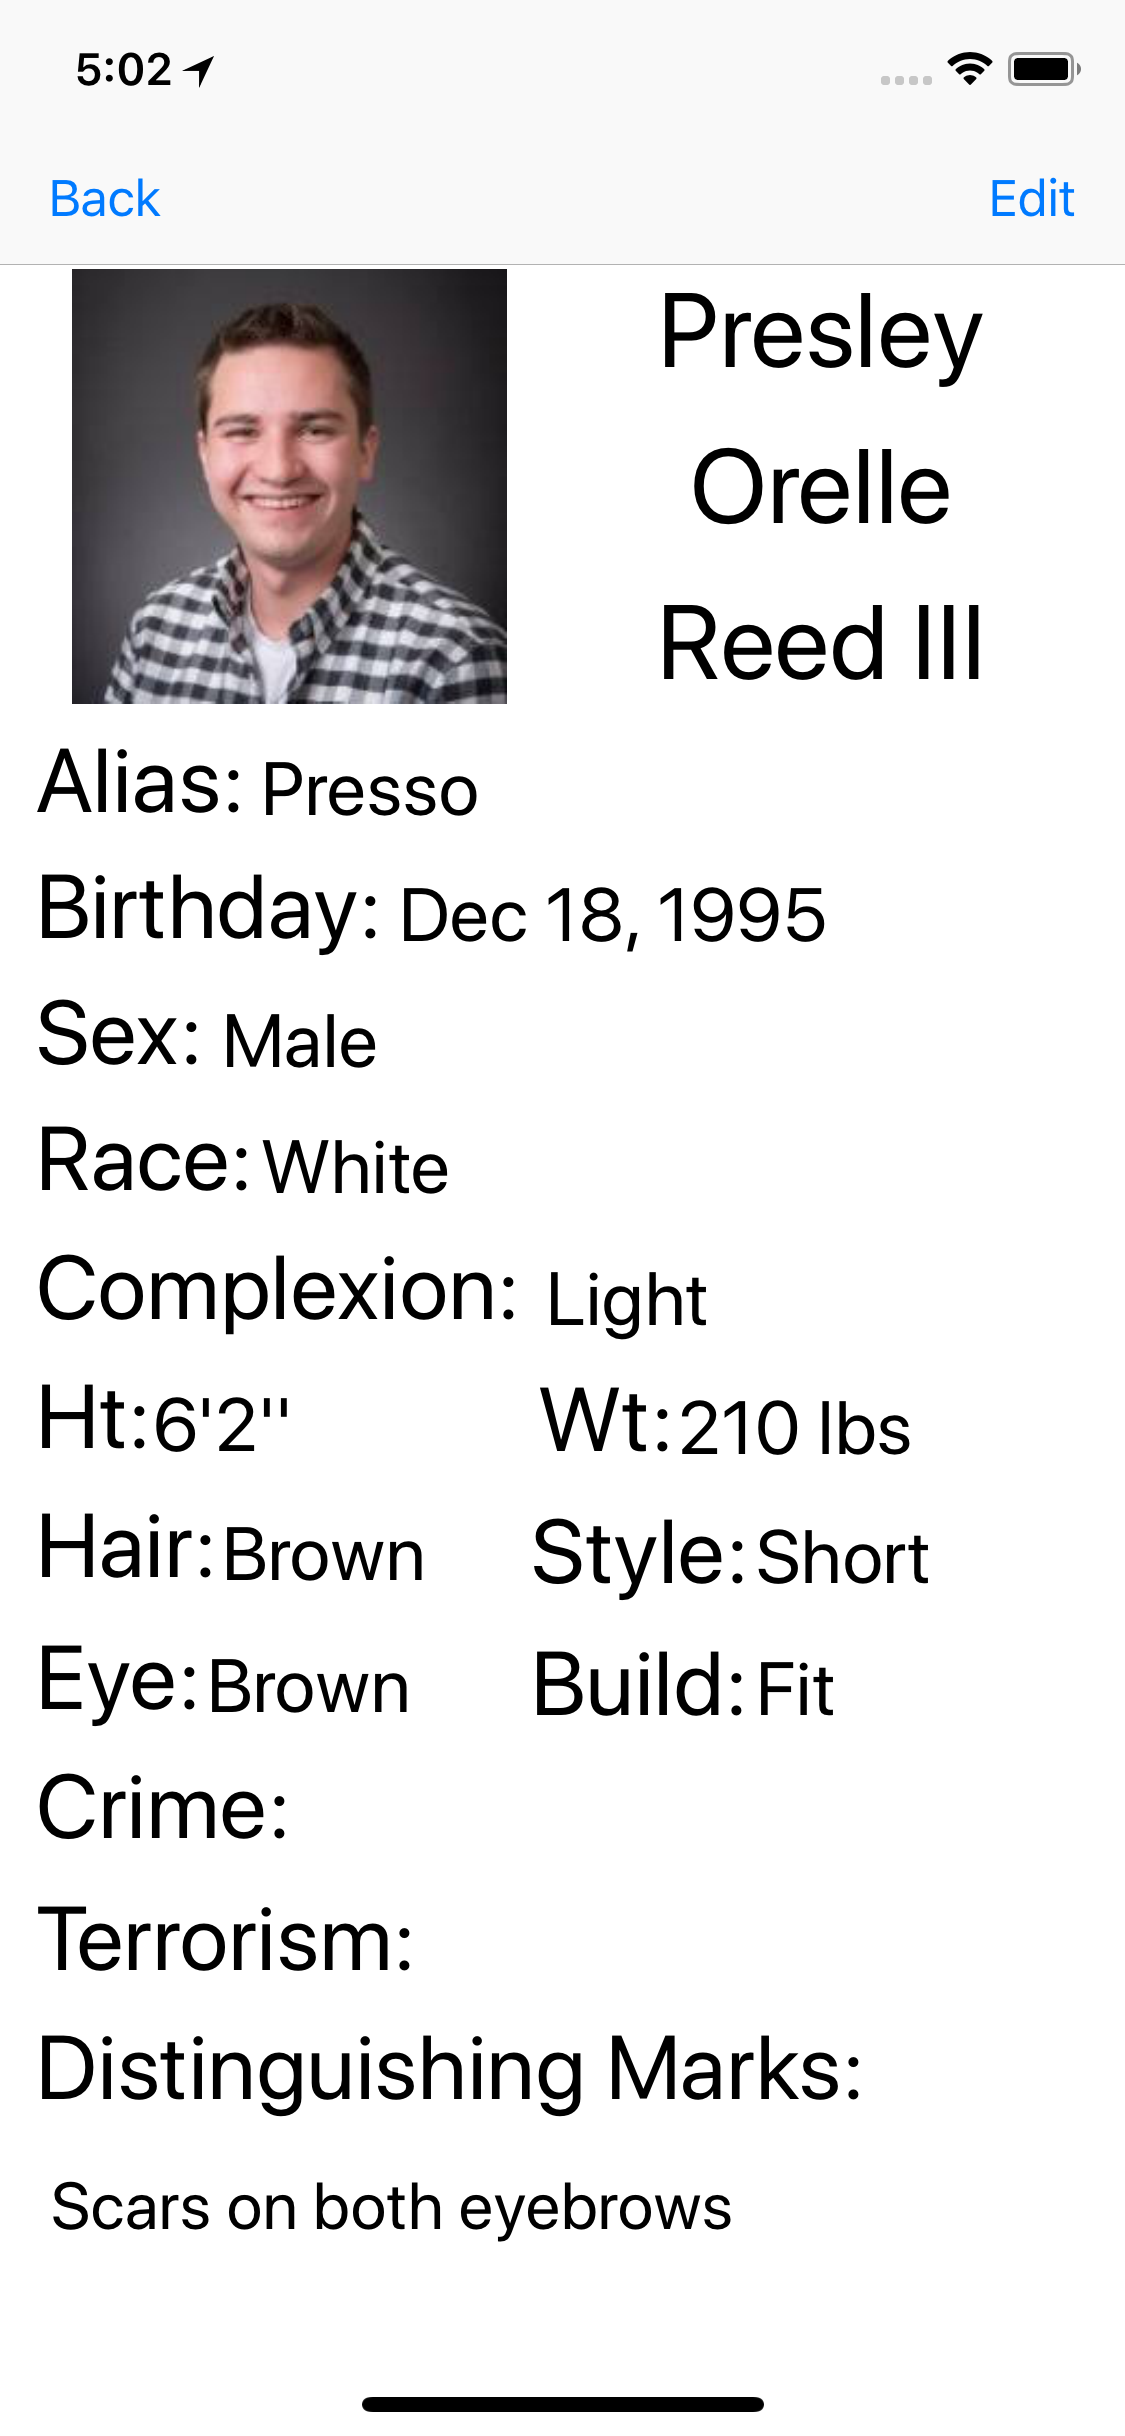 5:02
Back Edit
Presley
Orelle
Reed III
Alias: Presso
Birthday: Dec 18, 1995
Sex: Male
Race: White
Complexion: Light
Ht: 6'2" Wt: 210 lbs
Hair: Brown Style: Short
Eye: Brown Build: Fit
Crime:
Terrorism:
Distinguishing Marks:
Scars on both eyebrows